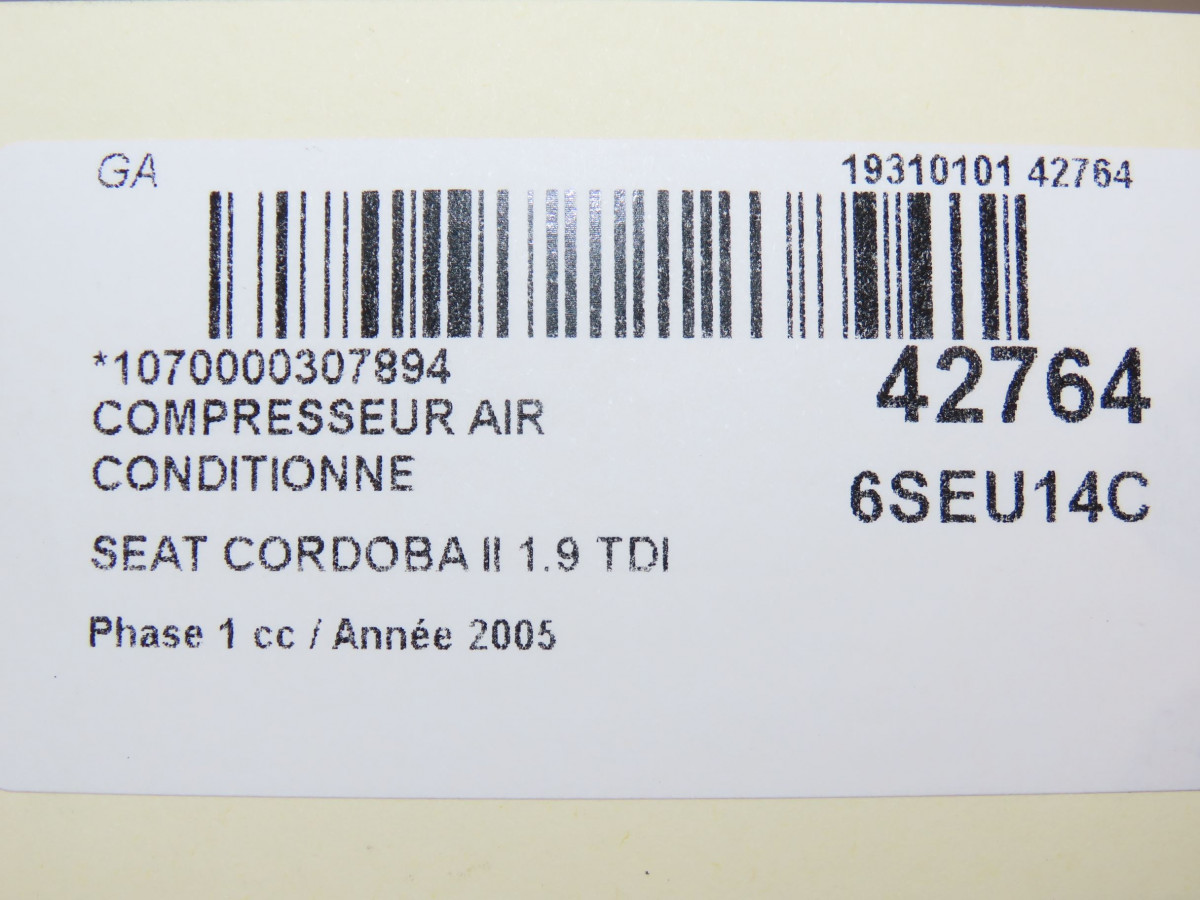 GA 19310101 42764
*1070000307894
42764
COMPRESSEUR AIR
CONDITIONNE
6SEU14C
SEAT CORDOBA II 1.9 TDI
Phase 1 cc / Année 2005